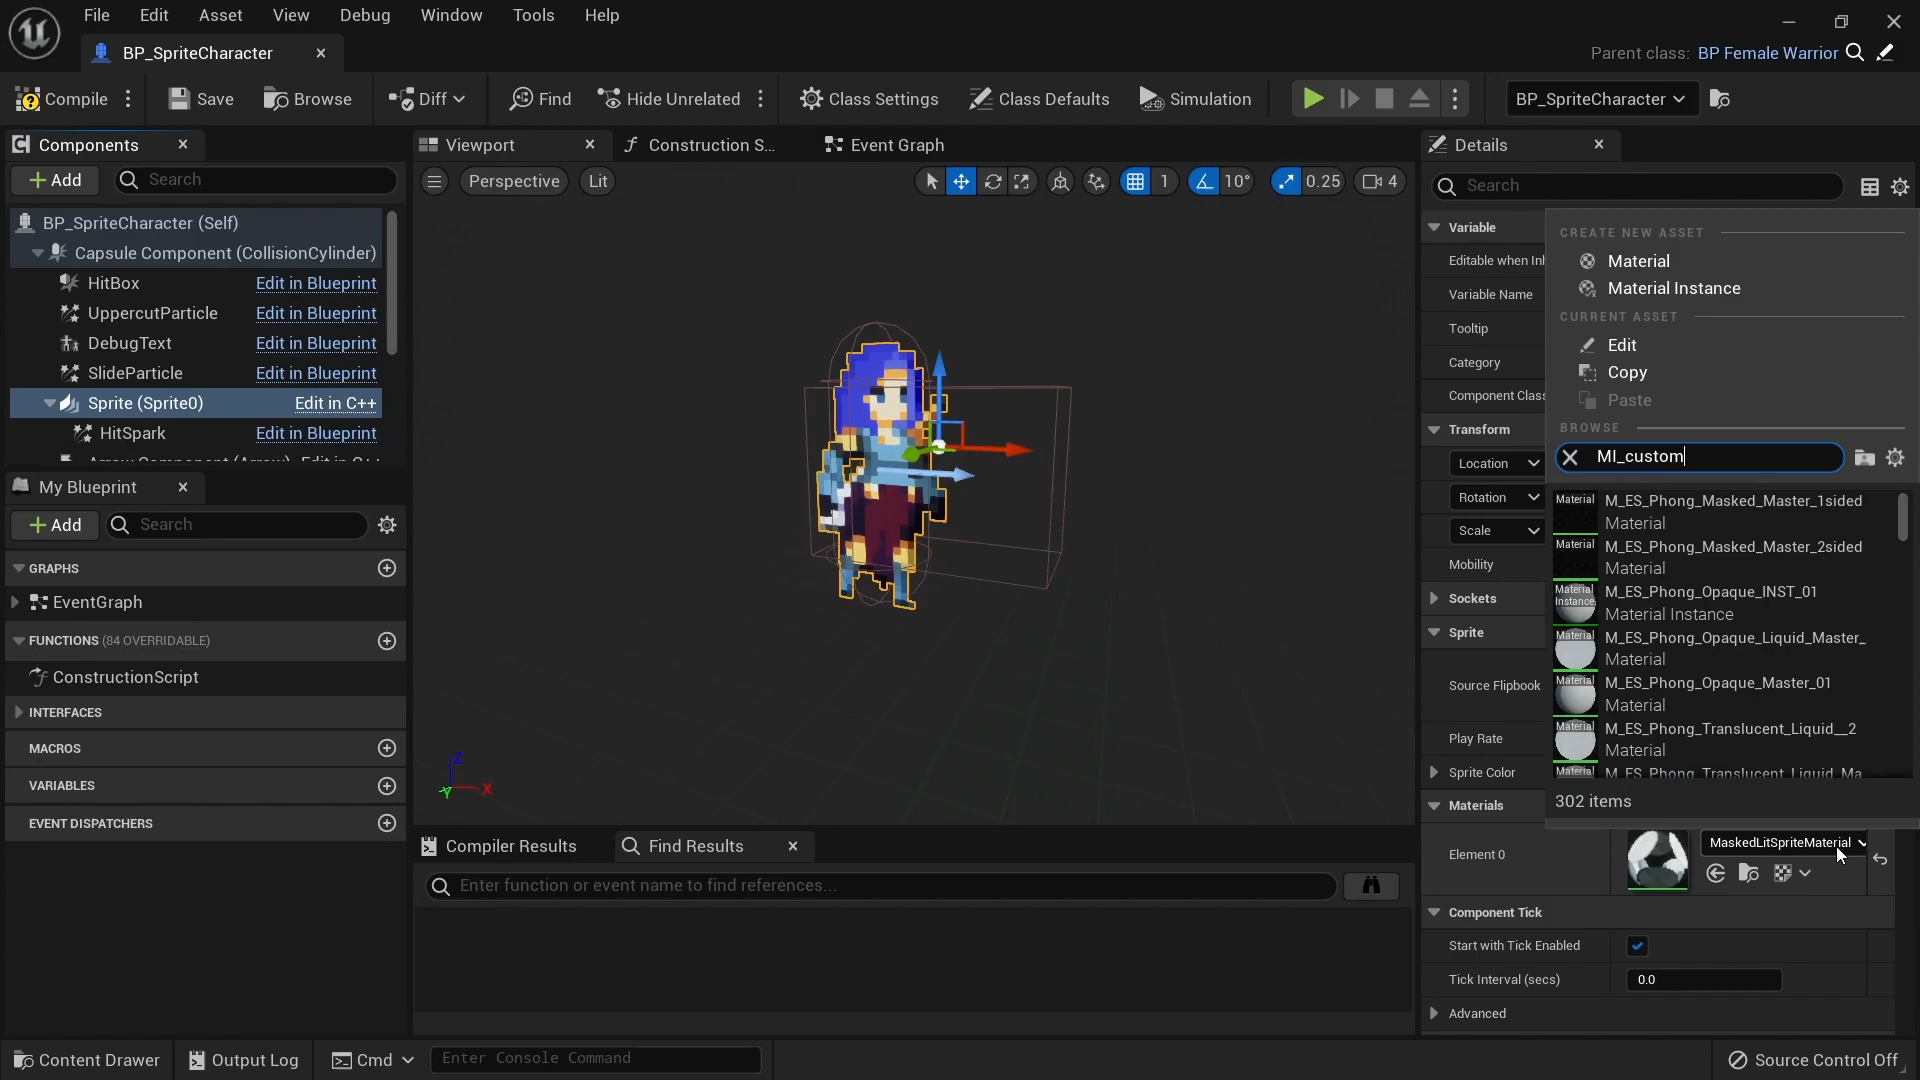 File Edit Asset View Debug Window Tools Help
BP_SpriteCharacter
Parent class: BP Female Warrior
Compile Save Browse Diff Find Hide Unrelated Class Settings Class Defaults Simulation BP_SpriteCharacter
Components
Add Search
BP_SpriteCharacter (Self)
Capsule Component (CollisionCylinder)
HitBox Edit in Blueprint
UppercutParticle Edit in Blueprint
DebugText Edit in Blueprint
SlideParticle Edit in Blueprint
Sprite (Sprite0) Edit in C++
HitSpark Edit in Blueprint
Arrow Component (Arrow) Edit in C++
My Blueprint
Add Search
GRAPHS
EventGraph
FUNCTIONS (84 OVERRIDABLE)
ConstructionScript
INTERFACES
MACROS
VARIABLES
EVENT DISPATCHERS
Viewport Construction S... Event Graph
Perspective Lit 1 10° 0.25 4
Z
Y X
Compiler Results Find Results
Enter function or event name to find references...
Details
Search
Variable
Editable when Inh
Variable Name
Tooltip
Category
Component Class
Transform
Location
Rotation
Scale
Mobility
Sockets
Sprite
Source Flipbook
Play Rate
Sprite Color
Materials
Element 0 MaskedLitSpriteMaterial
Component Tick
Start with Tick Enabled
Tick Interval (secs) 0.0
Advanced
CREATE NEW ASSET
Material
Material Instance
CURRENT ASSET
Edit
Copy
Paste
BROWSE
MI_custom
Material M_ES_Phong_Masked_Master_1sided
Material
Material M_ES_Phong_Masked_Master_2sided
Material
Material Instance M_ES_Phong_Opaque_INST_01
Material Instance
Material M_ES_Phong_Opaque_Liquid_Master_
Material
Material M_ES_Phong_Opaque_Master_01
Material
Material M_ES_Phong_Translucent_Liquid__2
Material
Material M_ES_Phong_Translucent_Liquid_Ma
302 items
Content Drawer Output Log Cmd Enter Console Command Source Control Off